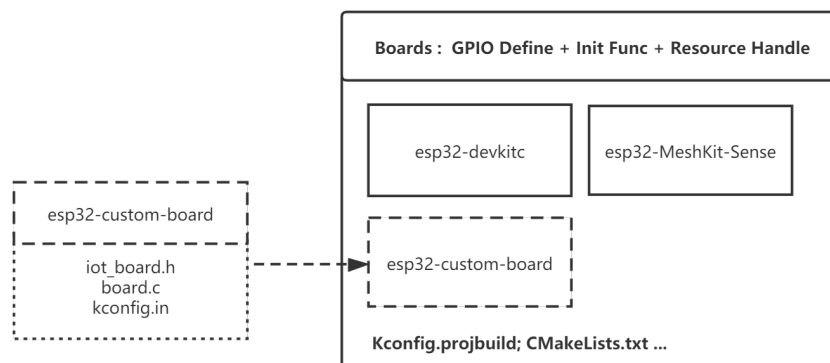 Boards :  GPIO Define + Init Func + Resource Handle
esp32-devkitc
esp32-MeshKit-Sense
esp32-custom-board
iot_board.h
board.c
kconfig.in
esp32-custom-board
Kconfig.projbuild; CMakeLists.txt ...